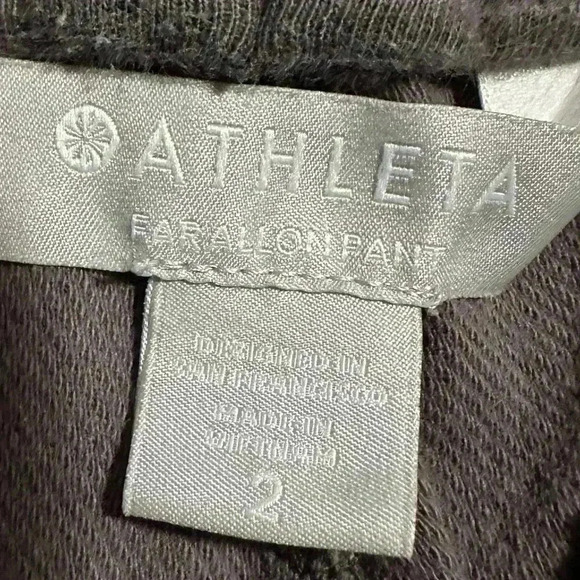 ATHLETA
FARALLON PANT
DESIGNED IN
SAN FRANCISCO
MADE IN
VIETNAM
2